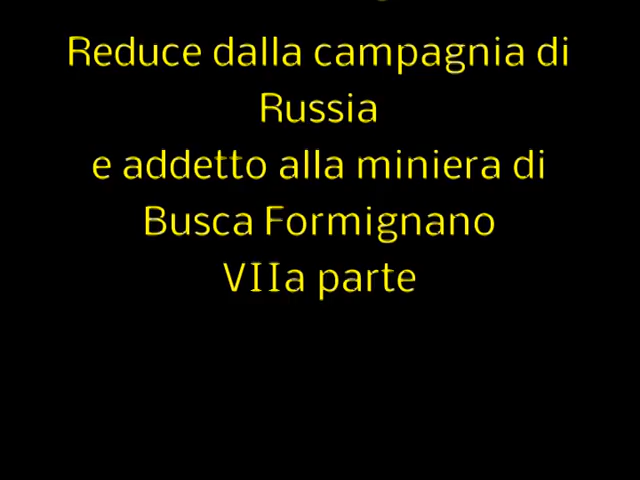 Reduce dalla campagnia di
Russia
e addetto alla miniera di
Busca Formignano
VIIa parte